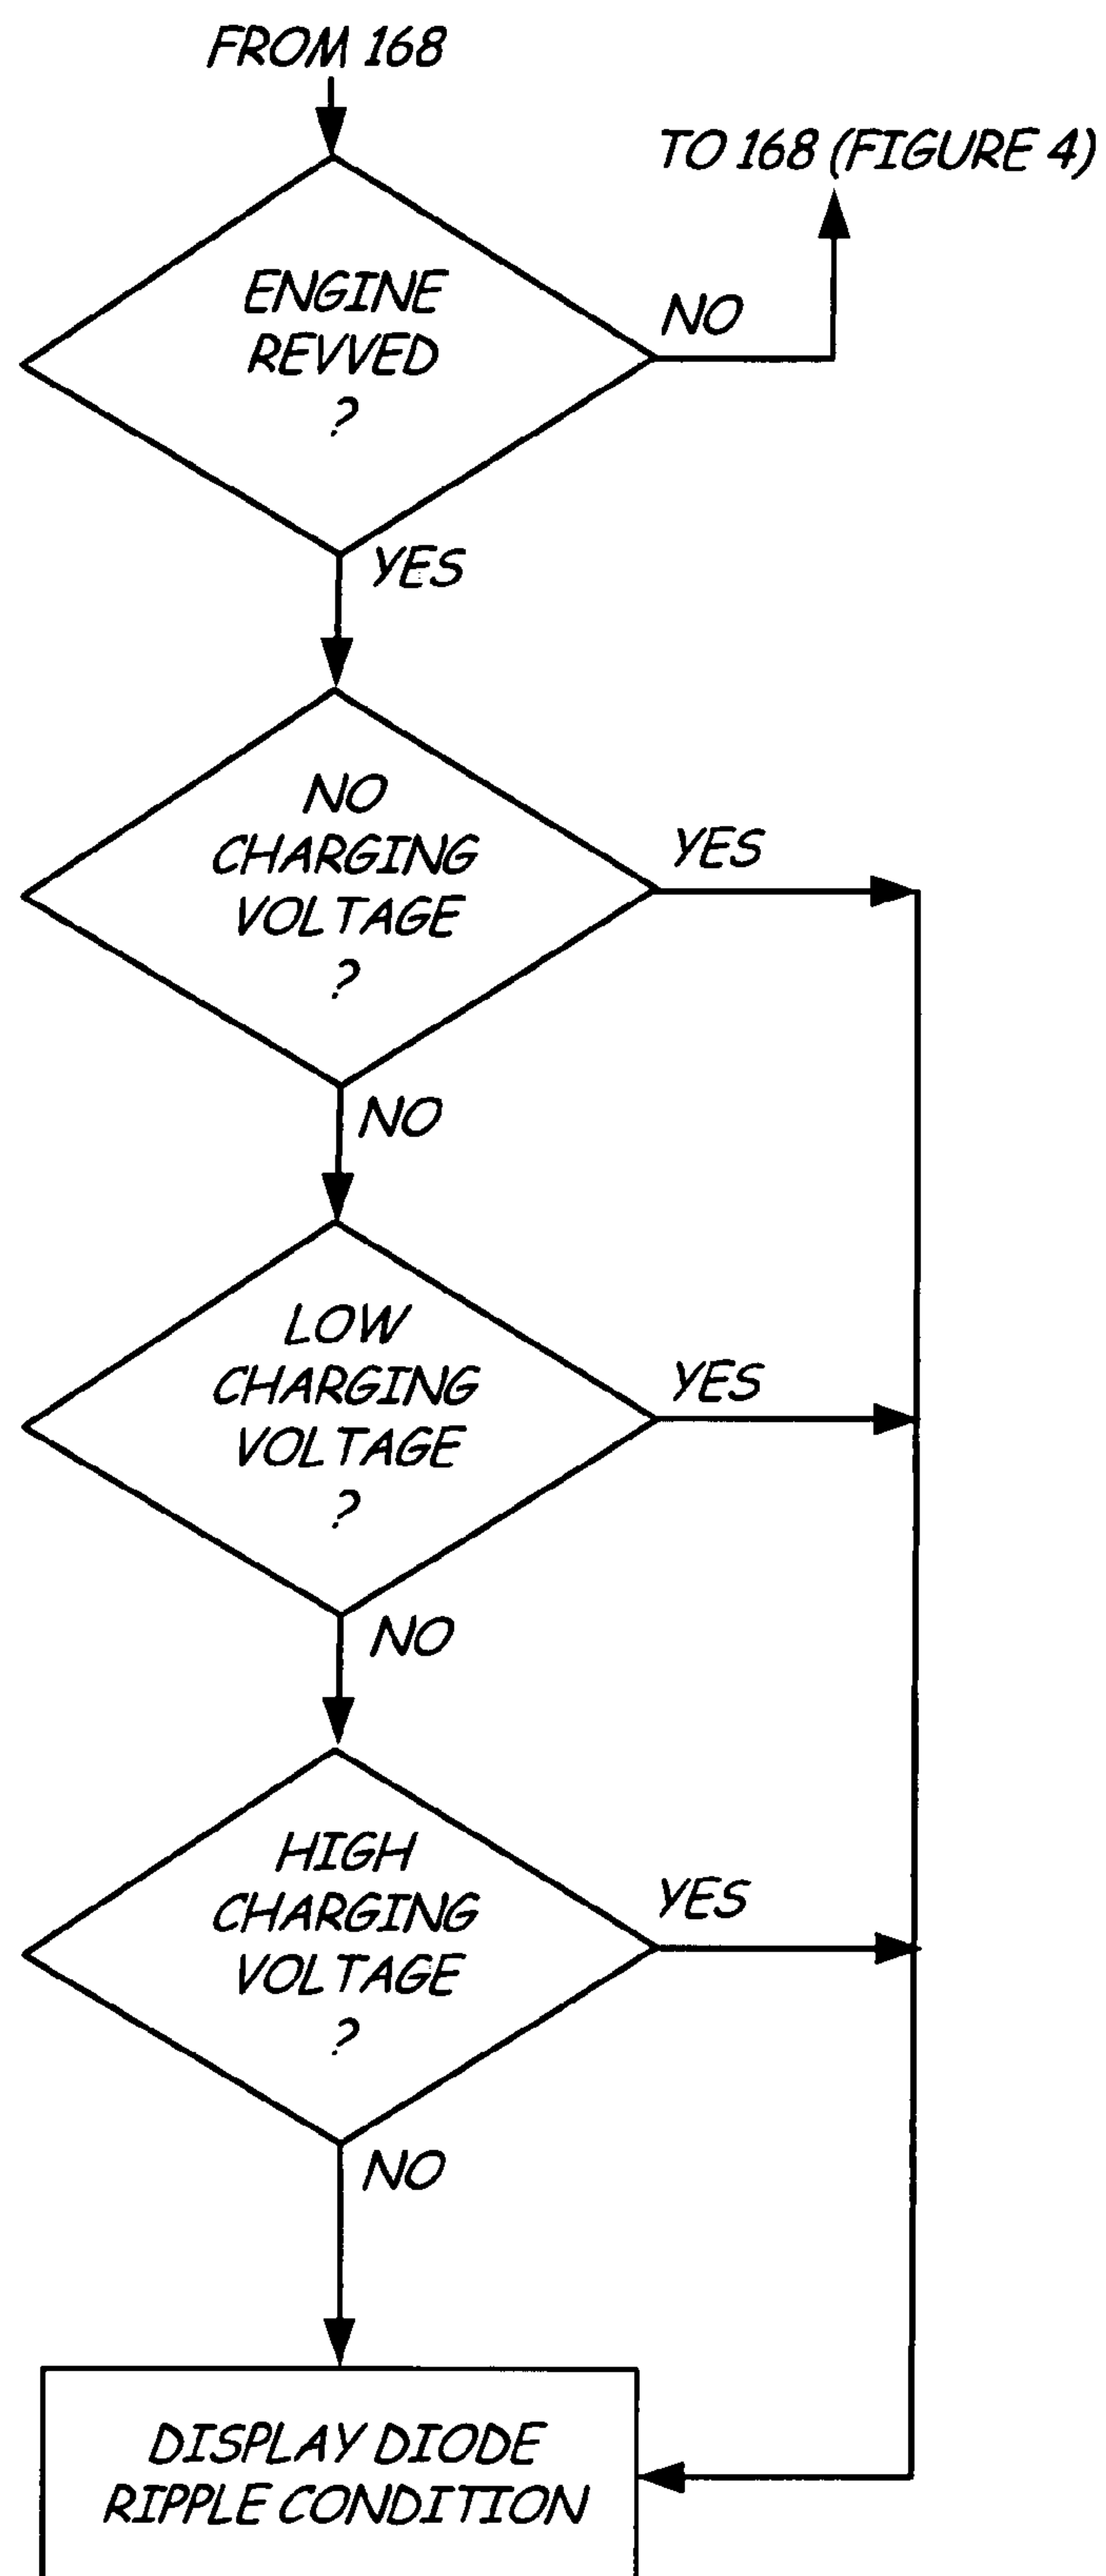 FROM 168
TO 168 (FIGURE 4)
ENGINE
REVVED
?
NO
YES
NO
CHARGING
VOLTAGE
?
YES
NO
LOW
CHARGING
VOLTAGE
?
YES
NO
HIGH
CHARGING
VOLTAGE
?
YES
NO
DISPLAY DIODE
RIPPLE CONDITION